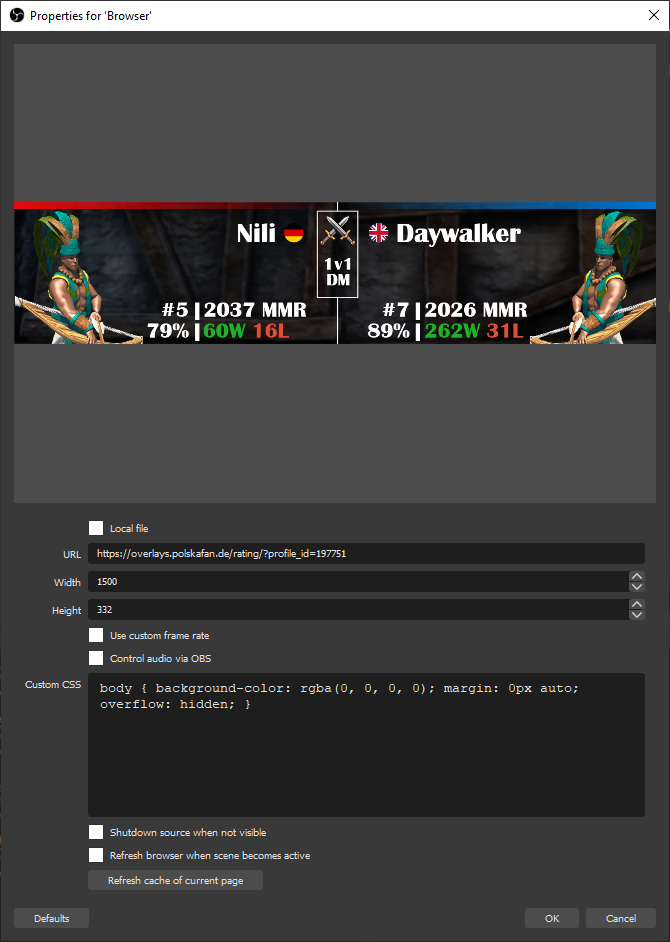 Properties for 'Browser'
Nili Daywalker
1v1
DM
#5 | 2037 MMR
79% | 60W 16L
#7 | 2026 MMR
89% | 262W 31L
Local file
URL https://overlays.polskafan.de/rating/?profile_id=197751
Width 1500
Height 332
Use custom frame rate
Control audio via OBS
Custom CSS body { background-color: rgba(0, 0, 0, 0); margin: 0px auto;
overflow: hidden; }
Shutdown source when not visible
Refresh browser when scene becomes active
Refresh cache of current page
Defaults OK Cancel